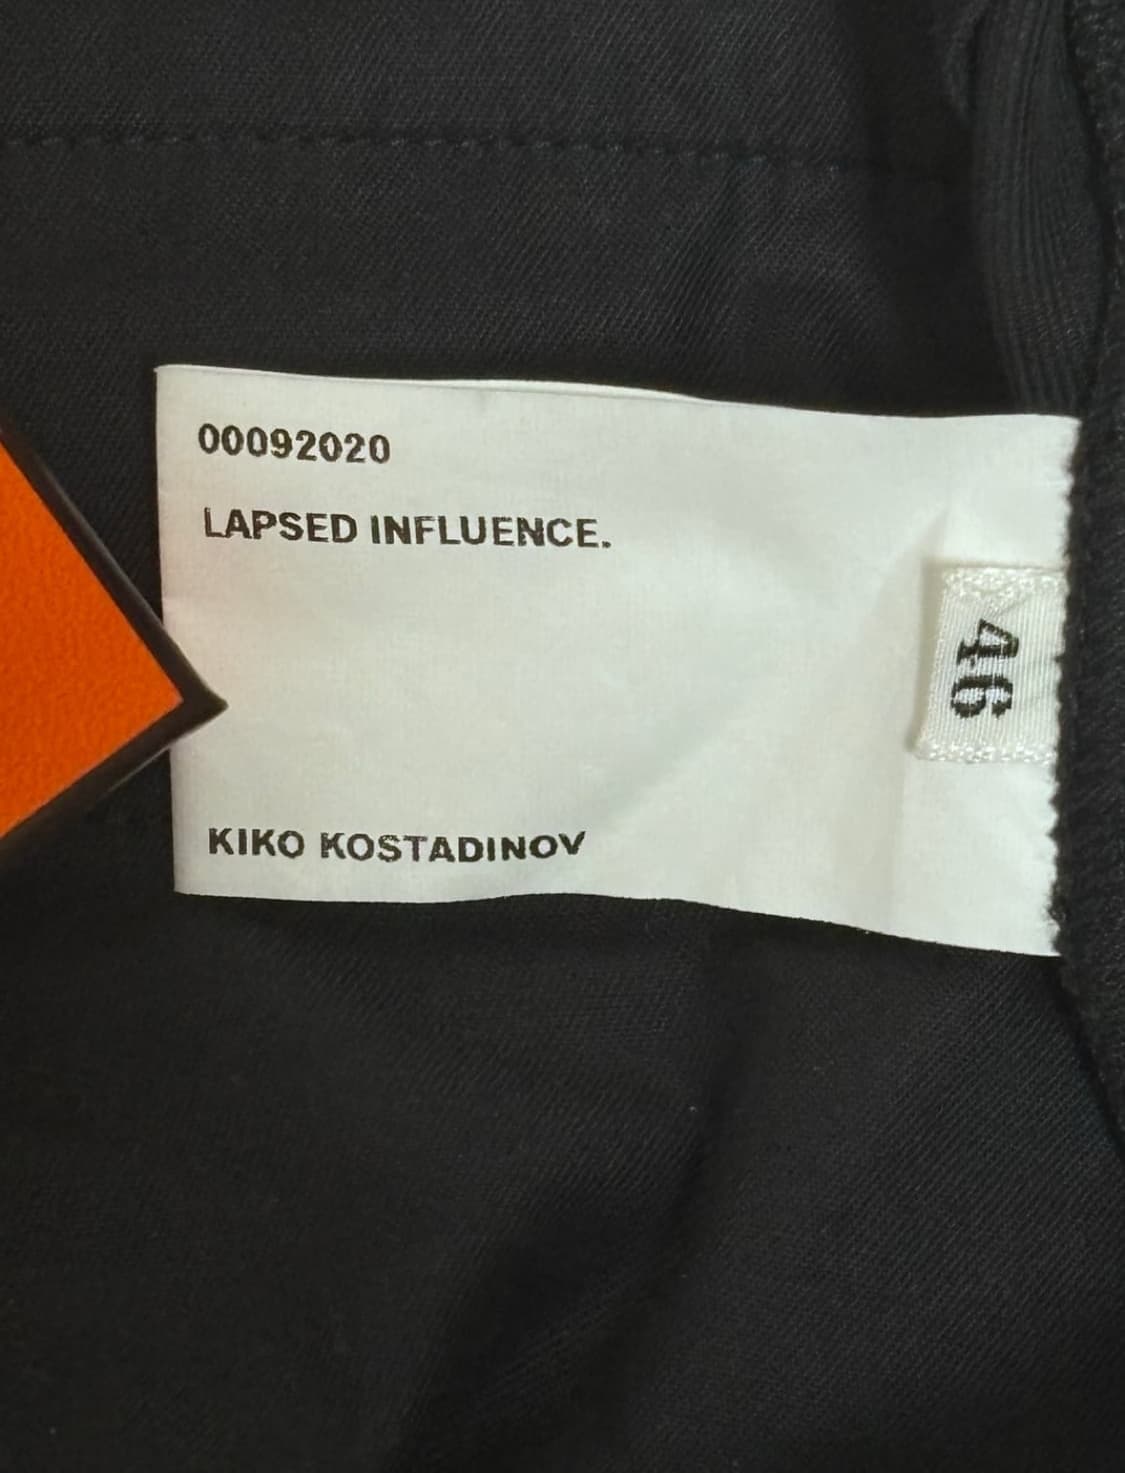 00092020
LAPSED INFLUENCE.
46
KIKO KOSTADINOV